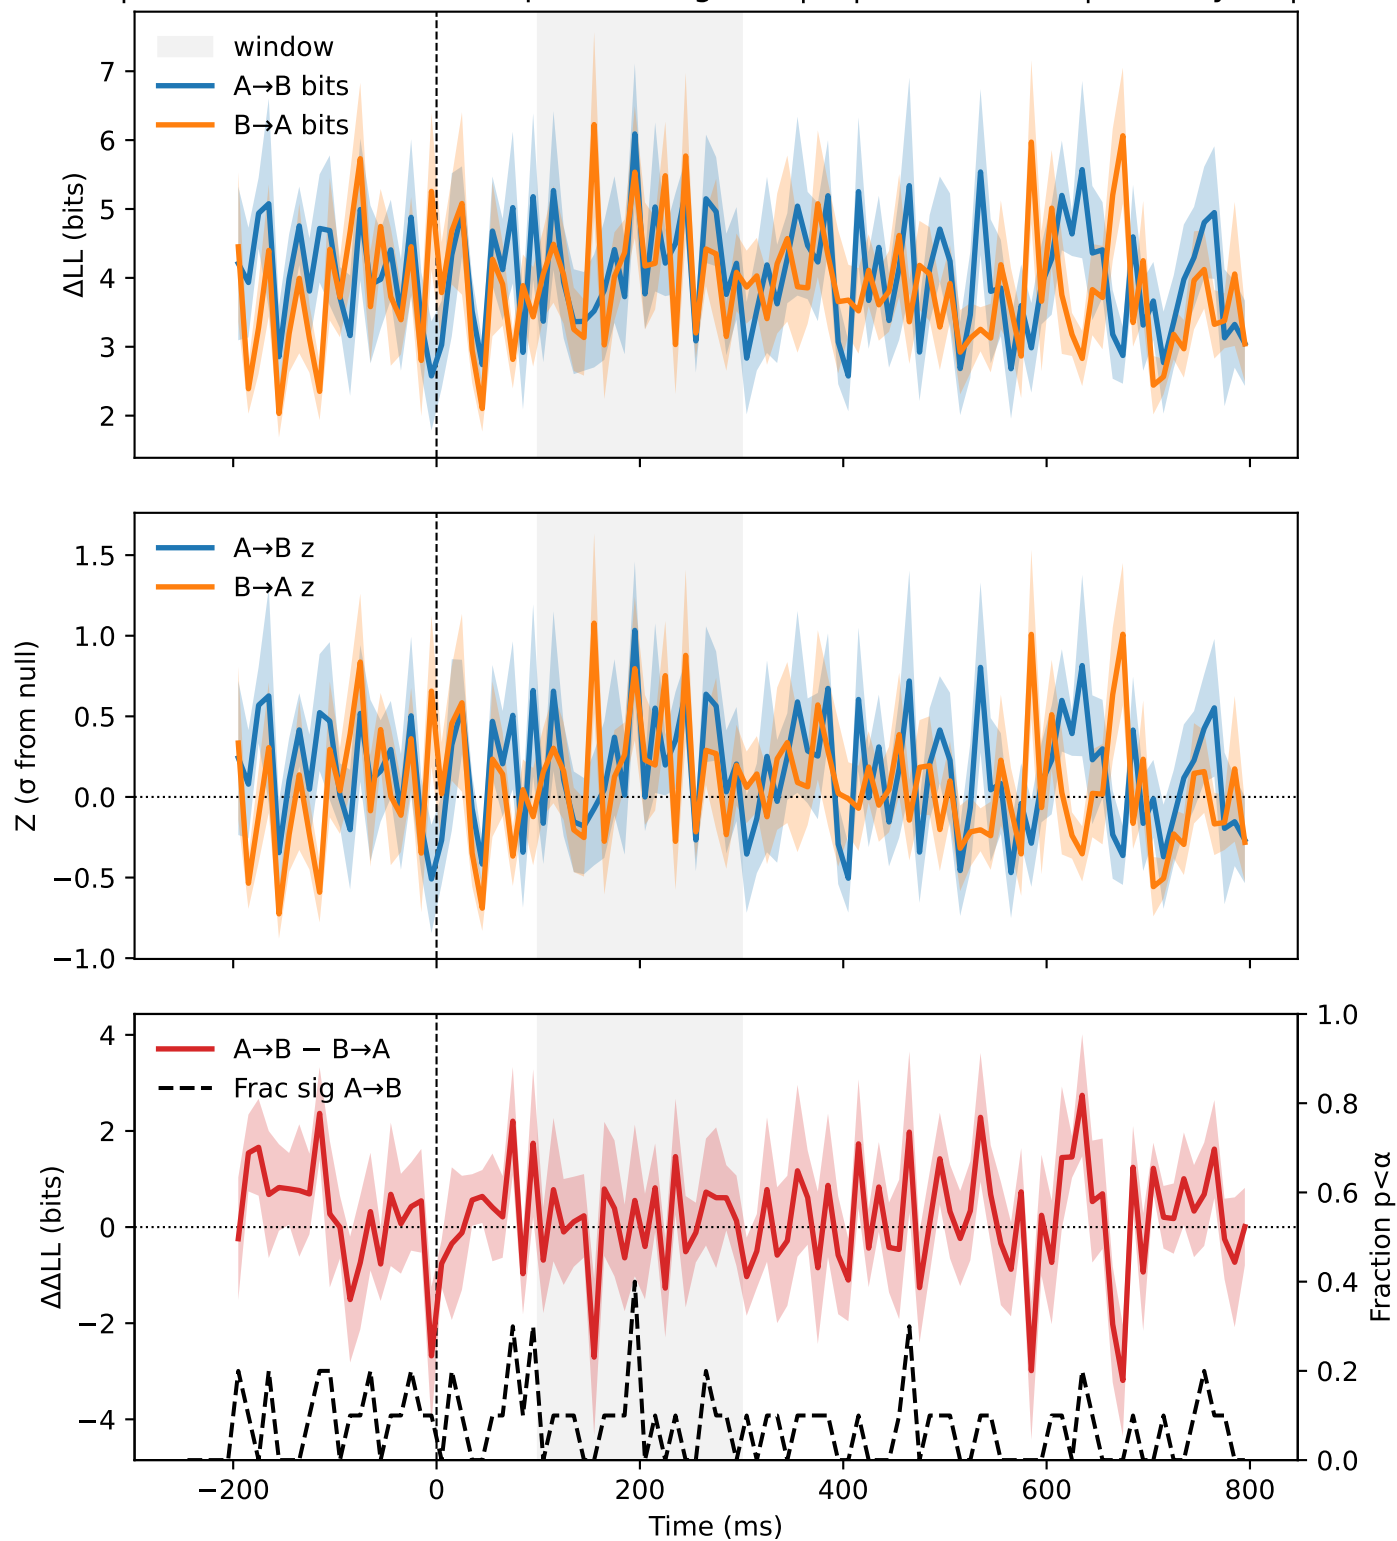 window
A→B bits
B→A bits
ΔLL (bits)
7
6
5
4
3
2
A→B z
B→A z
Z (σ from null)
1.5
1.0
0.5
0.0
−0.5
−1.0
A→B − B→A
Frac sig A→B
ΔΔLL (bits)
4
2
0
−2
−4
1.0
0.8
0.6
0.4
0.2
0.0
Fraction p<α
−200
0
200
400
600
800
Time (ms)